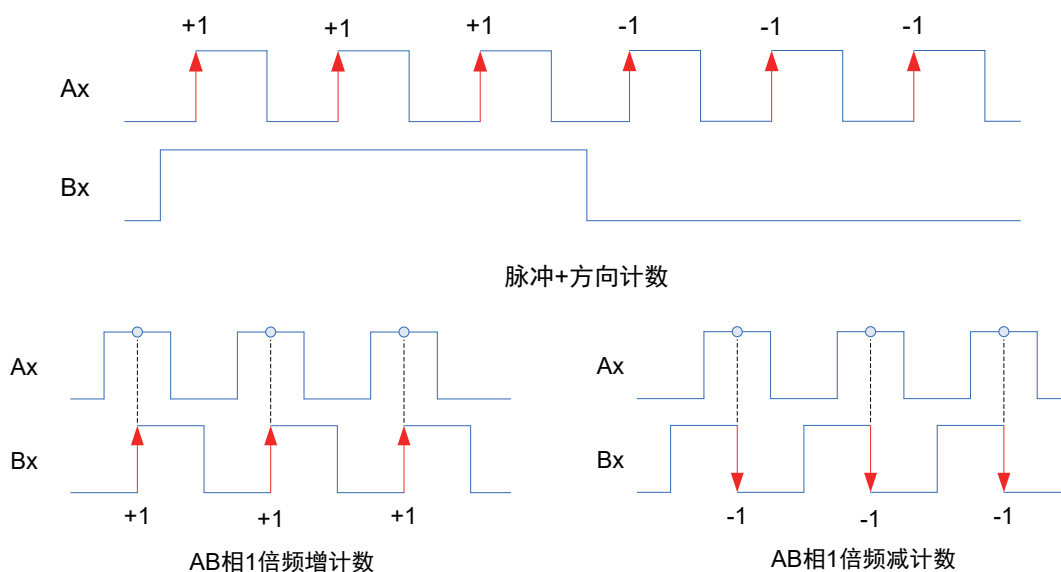 +1 +1 +1 -1 -1 -1
Ax
Bx
脉冲+方向计数
Ax
Bx
+1 +1 +1
AB相1倍频增计数
Ax
Bx
-1 -1 -1
AB相1倍频减计数